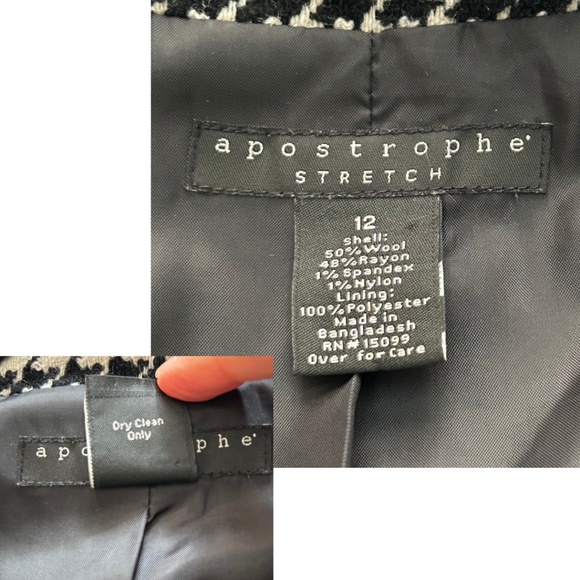 apostrophe'
STRETCH
12
Shell:
50% Wool
48% Rayon
1% Spandex
1% Nylon
Lining:
100% Polyester
Made in
Bangladesh
RN# 15099
Over for Care
Dry Clean
Only
apo phe'